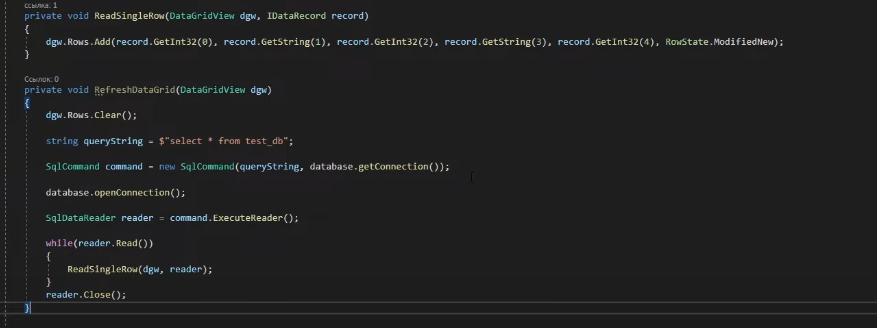 ссылка: 1
private void ReadSingleRow(DataGridView dgw, IDataRecord record)
{
dgw.Rows.Add(record.GetInt32(0), record.GetString(1), record.GetInt32(2), record.GetString(3), record.GetInt32(4), RowState.ModifiedNew);
}
Ссылок: 0
private void RefreshDataGrid(DataGridView dgw)
{
dgw.Rows.Clear();
string queryString = $"select * from test_db";
SqlCommand command = new SqlCommand(queryString, database.getConnection());
database.openConnection();
SqlDataReader reader = command.ExecuteReader();
while(reader.Read())
{
ReadSingleRow(dgw, reader);
}
reader.Close();
}